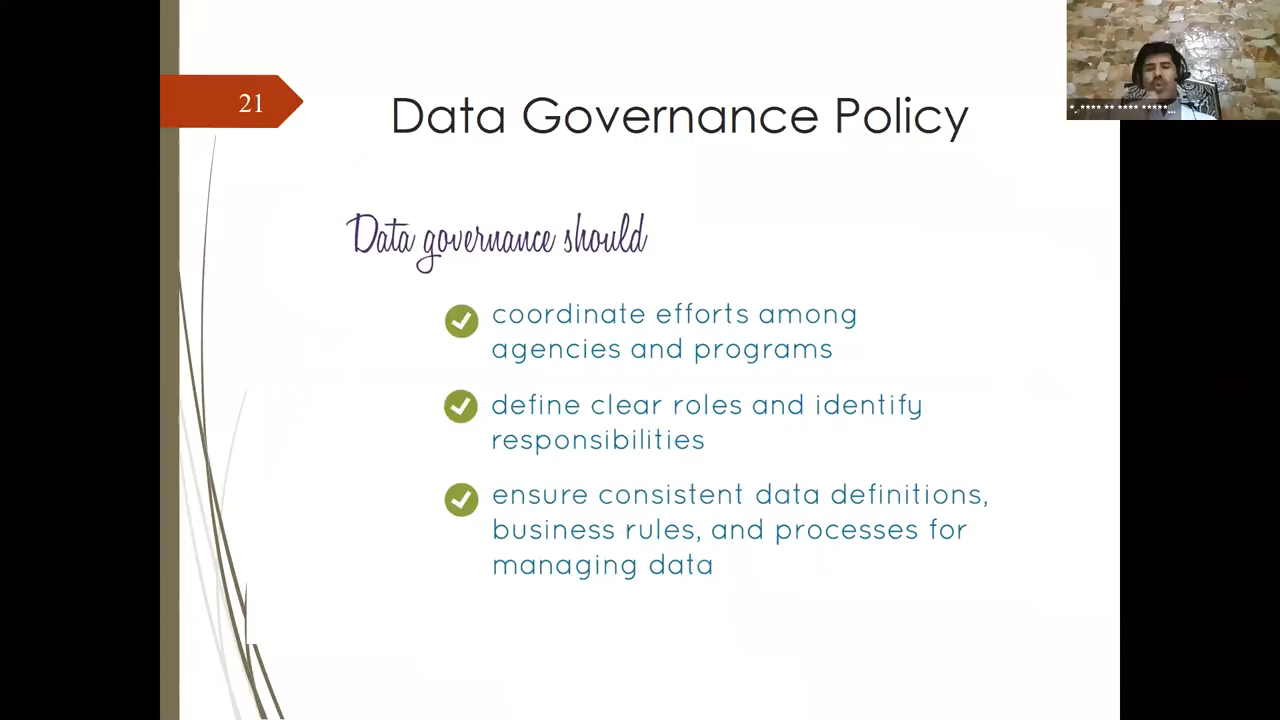 21
Data Governance Policy
Data governance should
coordinate efforts among
agencies and programs
define clear roles and identify
responsibilities
ensure consistent data definitions,
business rules, and processes for
managing data